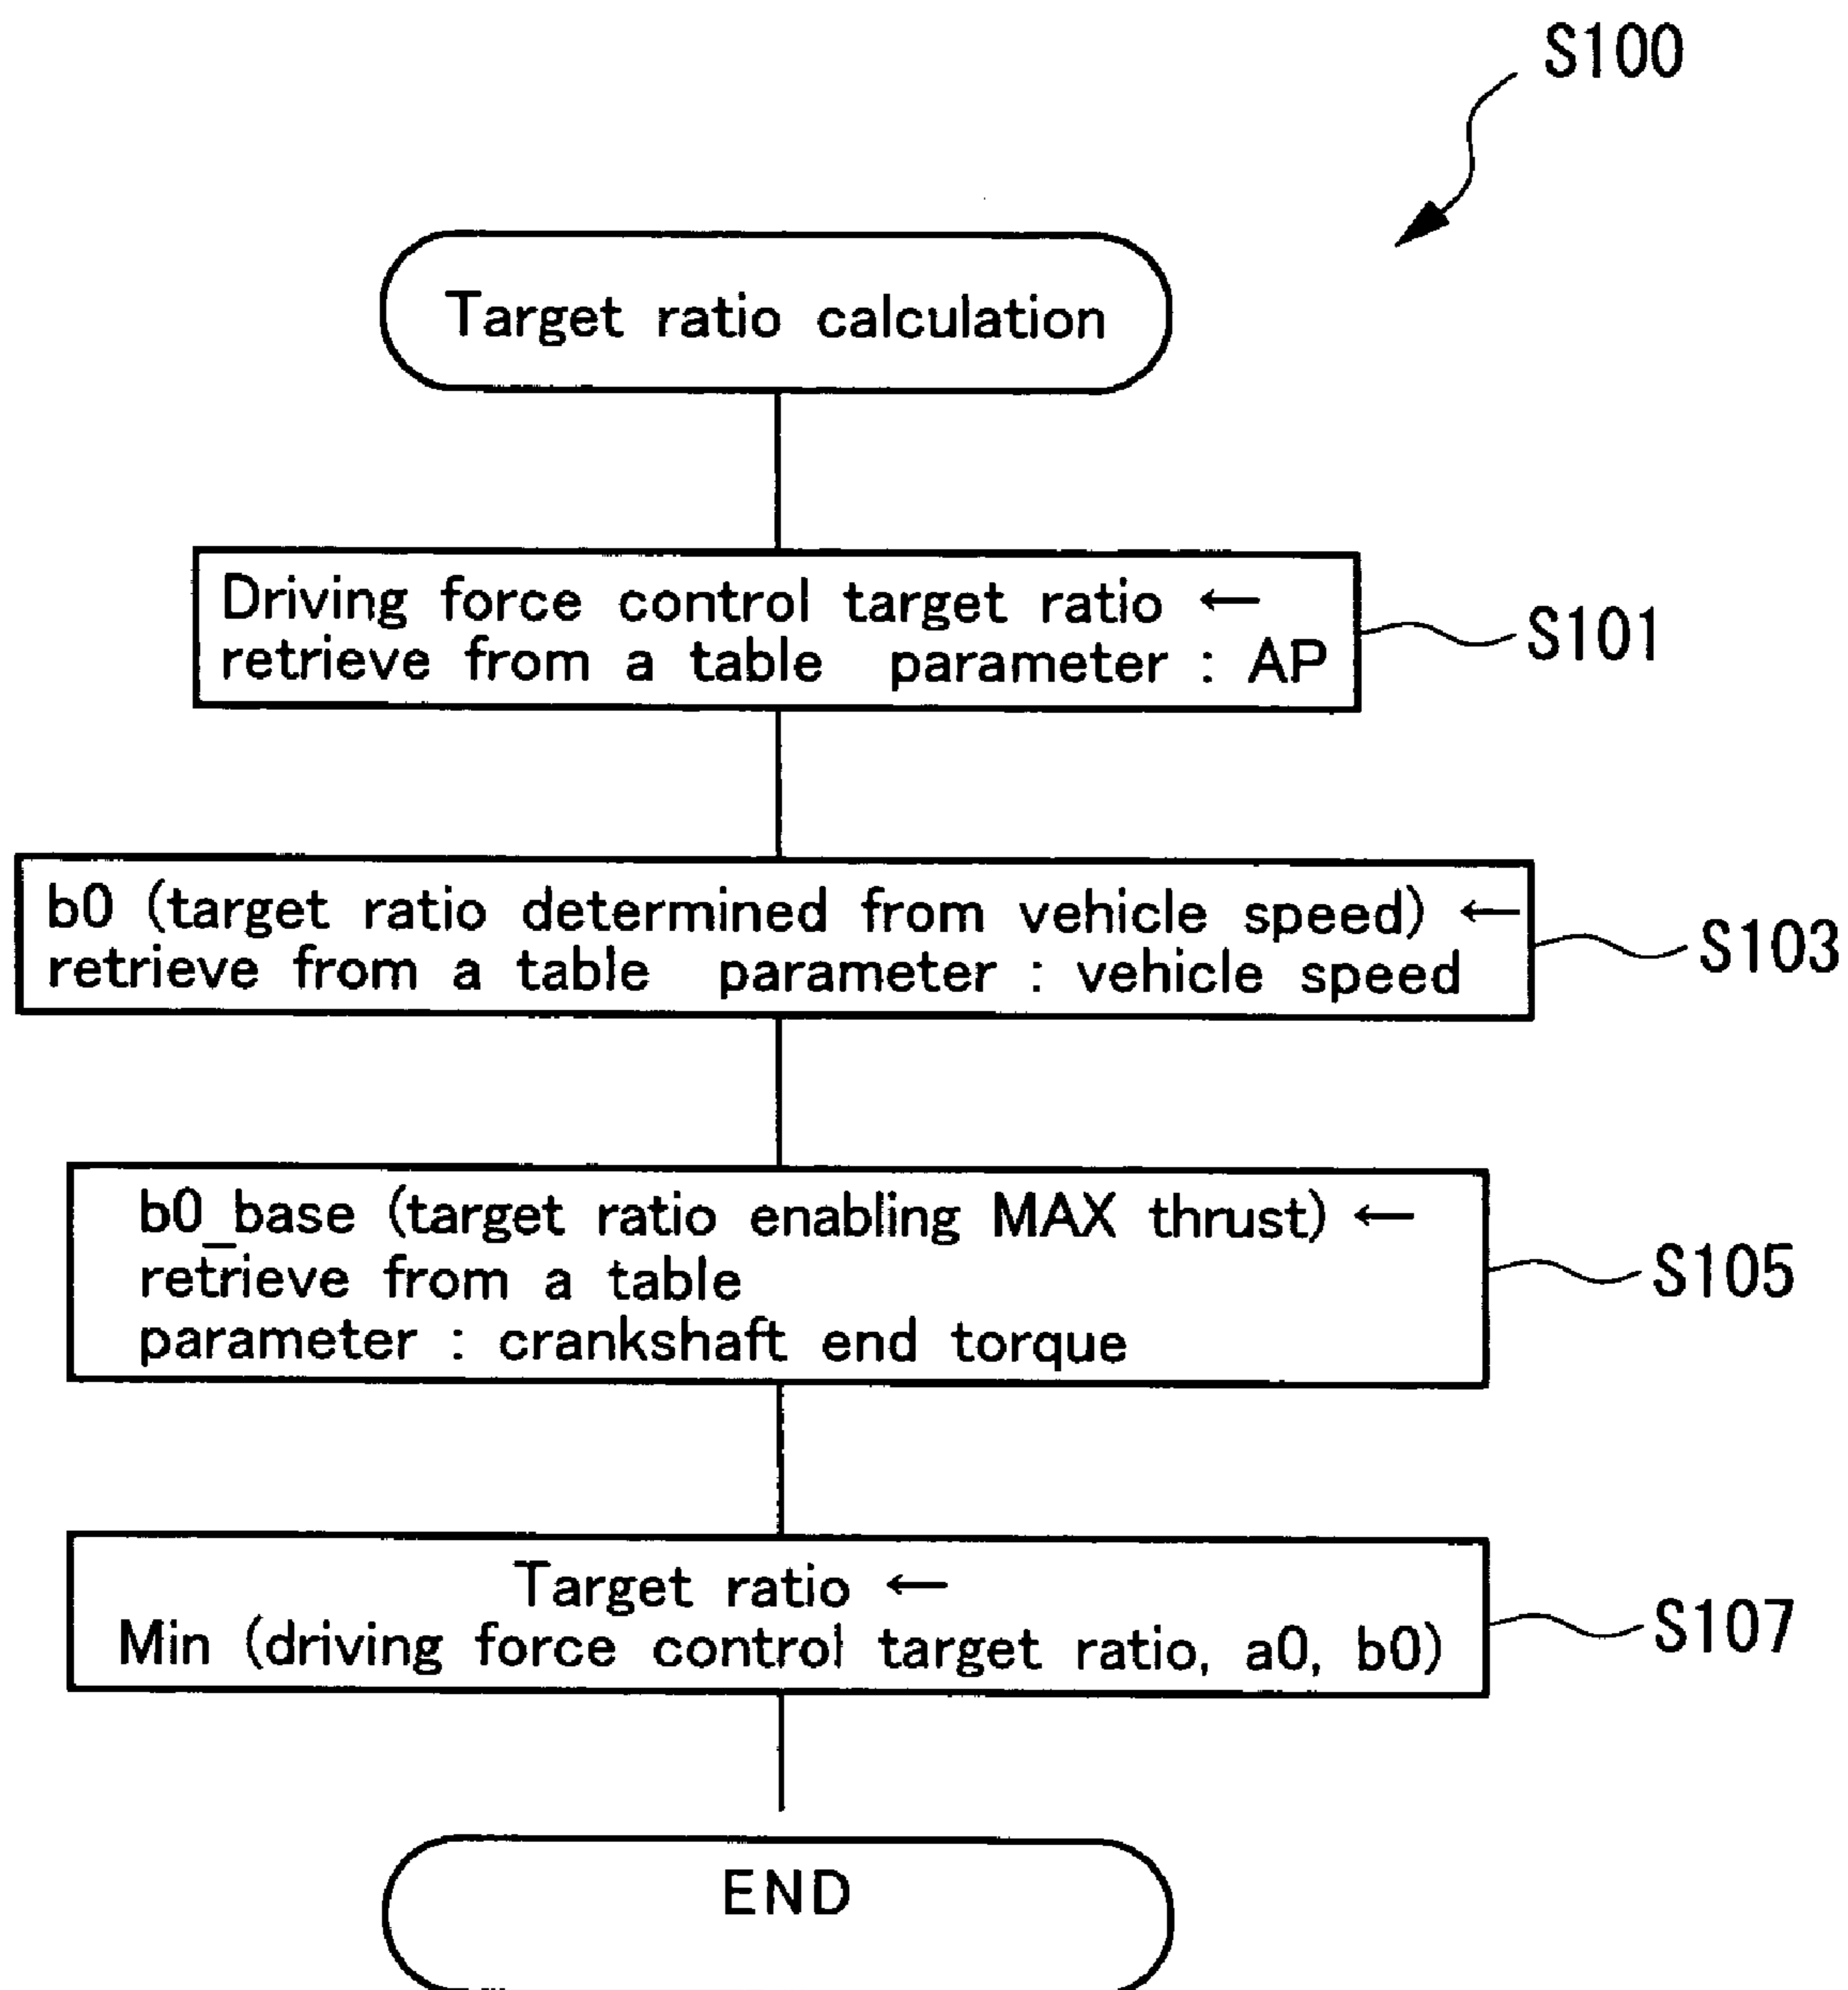 S100
Target ratio calculation
Driving force control target ratio ←
retrieve from a table parameter : AP
S101
b0 (target ratio determined from vehicle speed) ←
retrieve from a table parameter : vehicle speed
S103
b0_base (target ratio enabling MAX thrust) ←
retrieve from a table
parameter : crankshaft end torque
S105
Target ratio ←
Min (driving force control target ratio, a0, b0)
S107
END